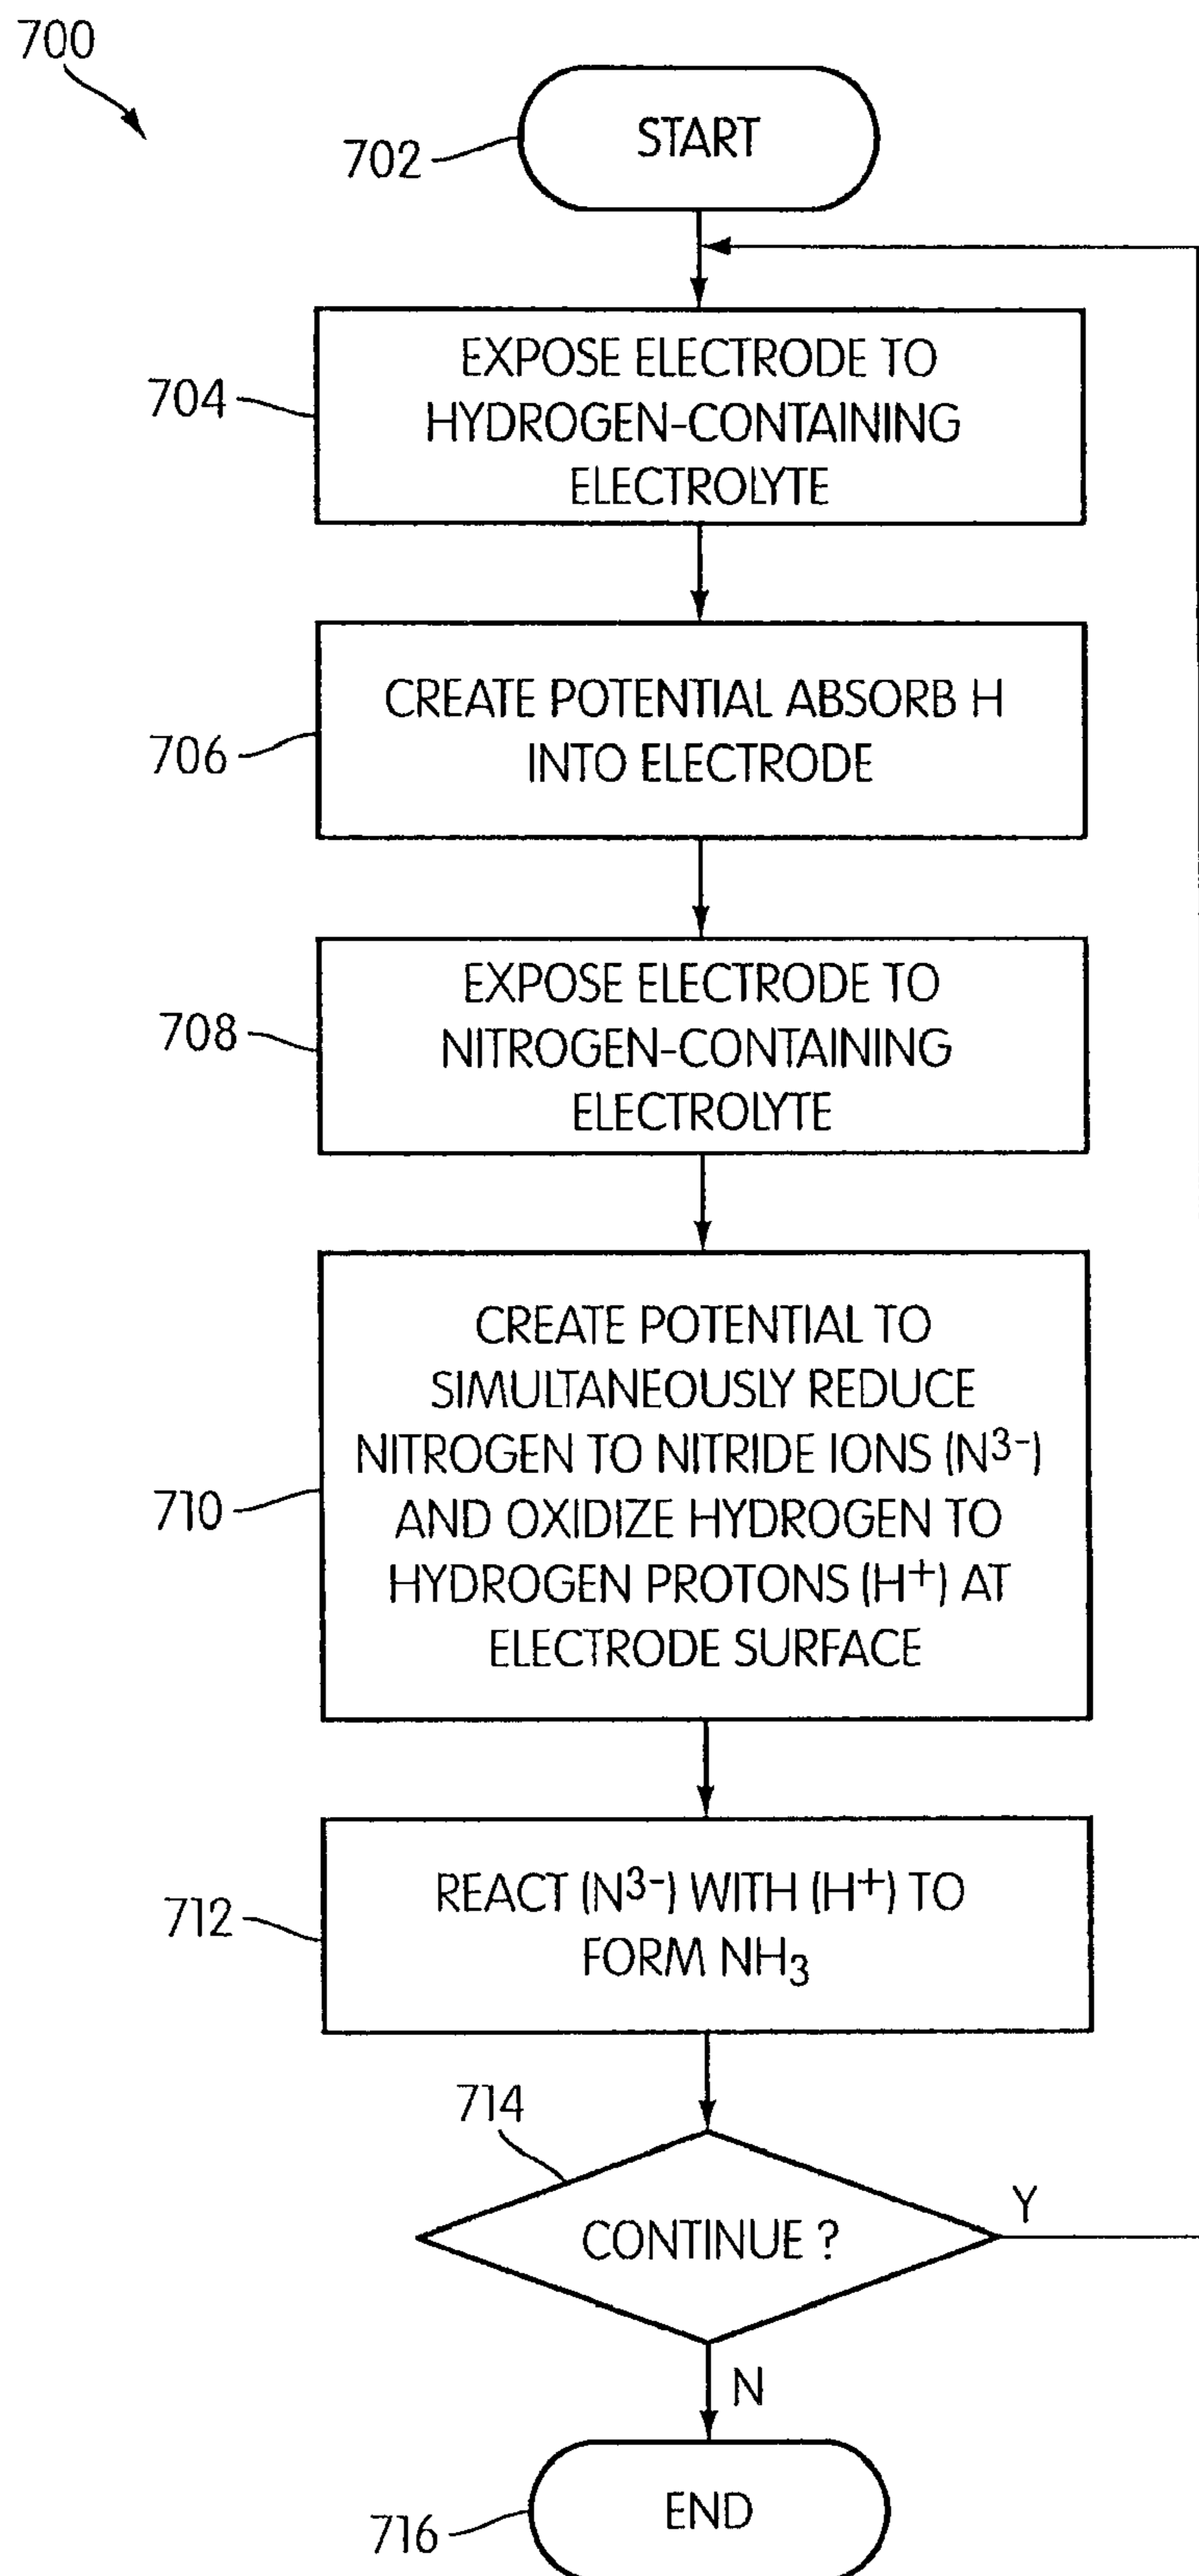 700
702
START
704
EXPOSE ELECTRODE TO
HYDROGEN-CONTAINING
ELECTROLYTE
706
CREATE POTENTIAL ABSORB H
INTO ELECTRODE
708
EXPOSE ELECTRODE TO
NITROGEN-CONTAINING
ELECTROLYTE
710
CREATE POTENTIAL TO
SIMULTANEOUSLY REDUCE
NITROGEN TO NITRIDE IONS (N³⁻)
AND OXIDIZE HYDROGEN TO
HYDROGEN PROTONS (H⁺) AT
ELECTRODE SURFACE
712
REACT (N³⁻) WITH (H⁺) TO
FORM NH₃
714
CONTINUE ?
Y
N
716
END